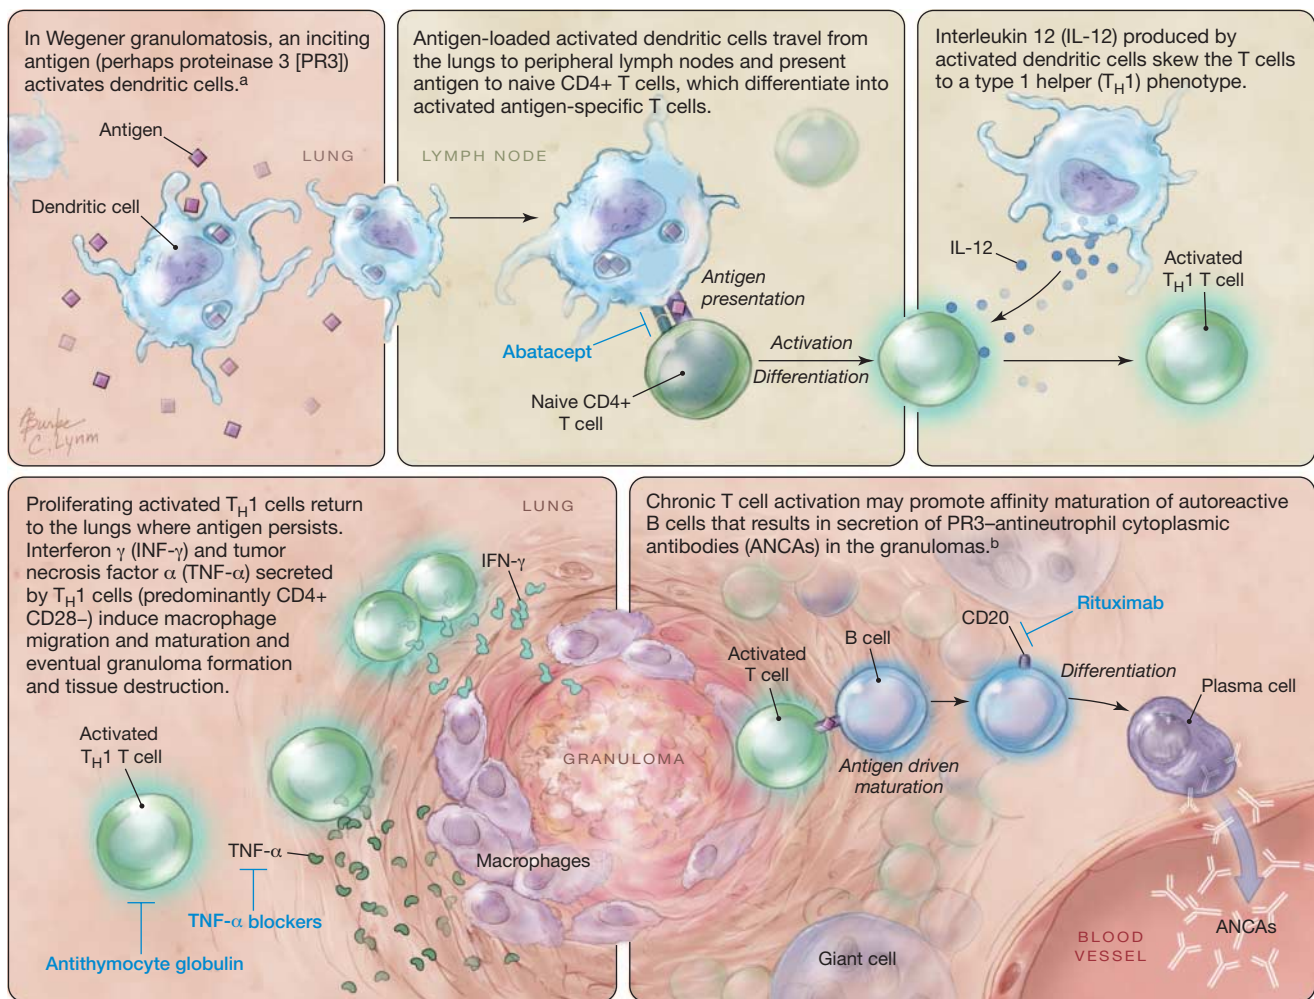 In Wegener granulomatosis, an inciting
antigen (perhaps proteinase 3 [PR3])
activates dendritic cells.a
Antigen
LUNG
Dendritic cell
Burke
C. Lynm
Antigen-loaded activated dendritic cells travel from
the lungs to peripheral lymph nodes and present
antigen to naive CD4+ T cells, which differentiate into
activated antigen-specific T cells.
LYMPH NODE
Antigen
presentation
Abatacept
Naive CD4+
T cell
Activation
Differentiation
Interleukin 12 (IL-12) produced by
activated dendritic cells skew the T cells
to a type 1 helper (TH1) phenotype.
IL-12
Activated
TH1 T cell
Proliferating activated TH1 cells return
to the lungs where antigen persists.
Interferon γ (INF-γ) and tumor
necrosis factor α (TNF-α) secreted
by TH1 cells (predominantly CD4+
CD28–) induce macrophage
migration and maturation and
eventual granuloma formation
and tissue destruction.
LUNG
IFN-γ
Activated
TH1 T cell
TNF-α
TNF-α blockers
Antithymocyte globulin
Macrophages
GRANULOMA
Chronic T cell activation may promote affinity maturation of autoreactive
B cells that results in secretion of PR3–antineutrophil cytoplasmic
antibodies (ANCAs) in the granulomas.b
Rituximab
CD20
B cell
Activated
T cell
Differentiation
Plasma cell
Antigen driven
maturation
Giant cell
BLOOD
VESSEL
ANCAs